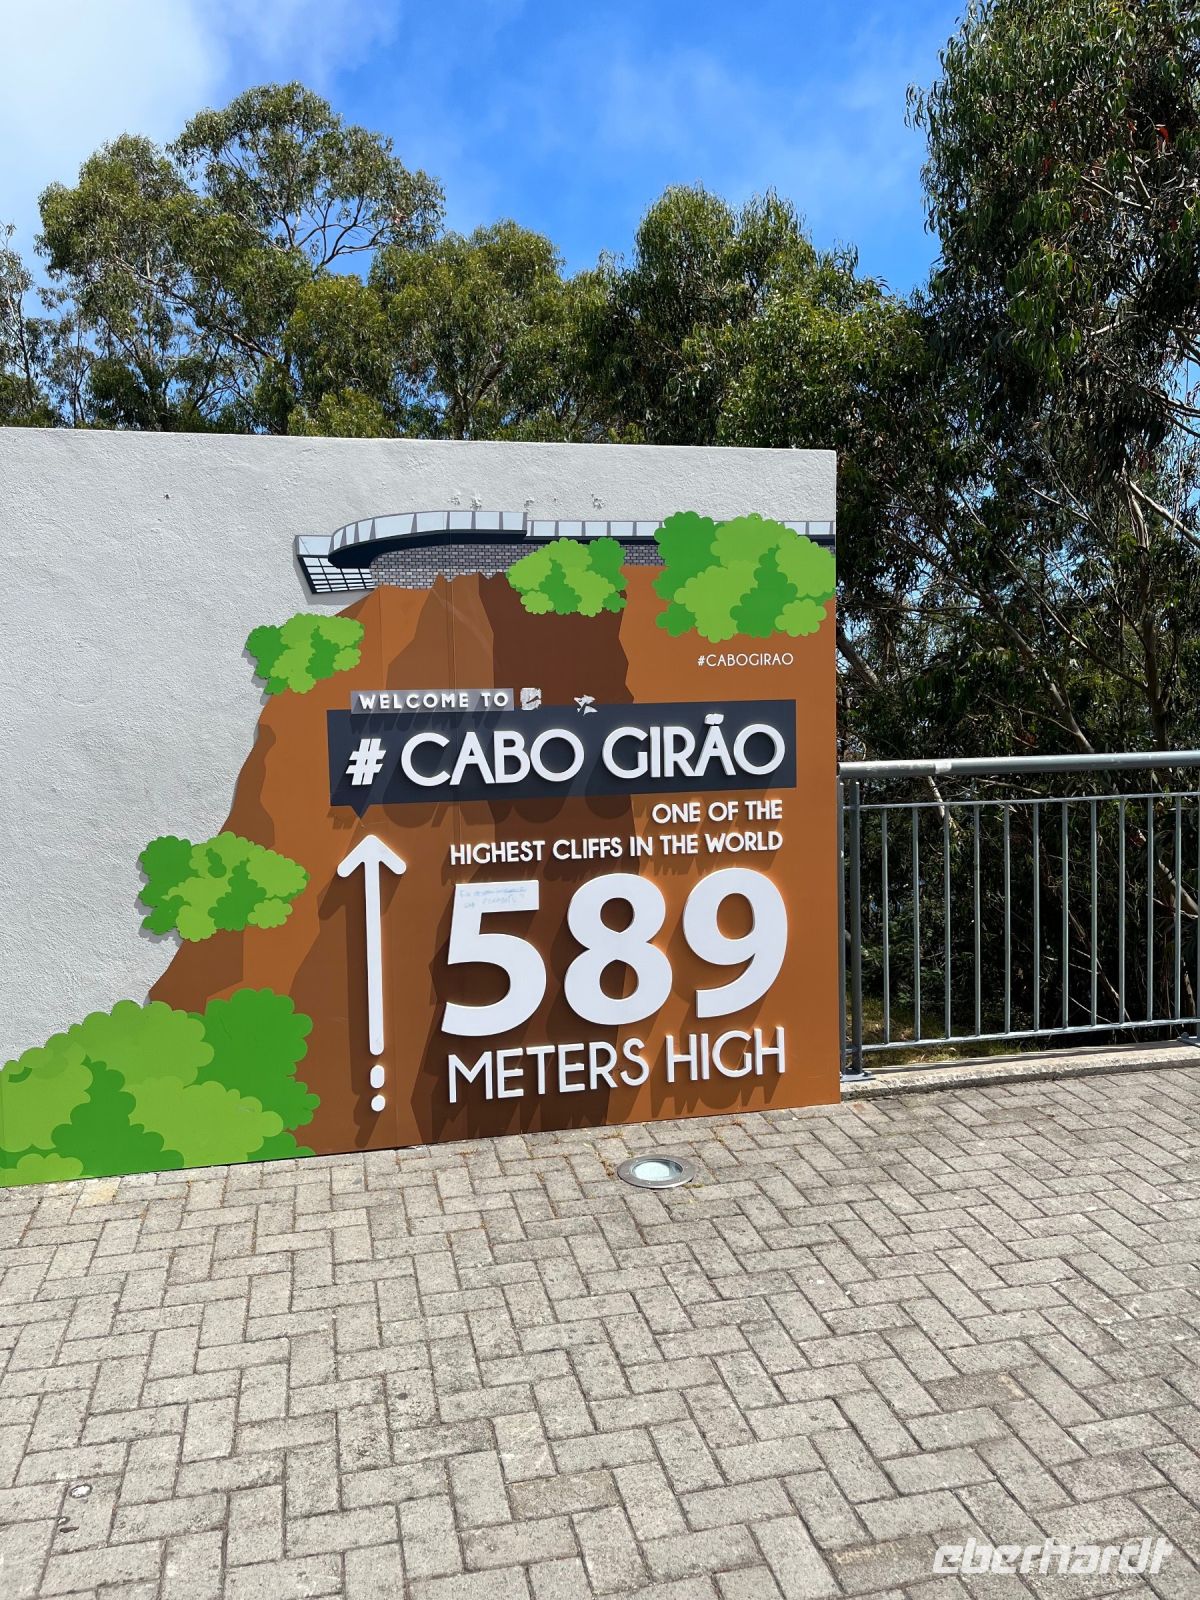 #CABOGIRAO
WELCOME TO
# CABO GIRÃO
ONE OF THE
HIGHEST CLIFFS IN THE WORLD
589
METERS HIGH
eberhardt